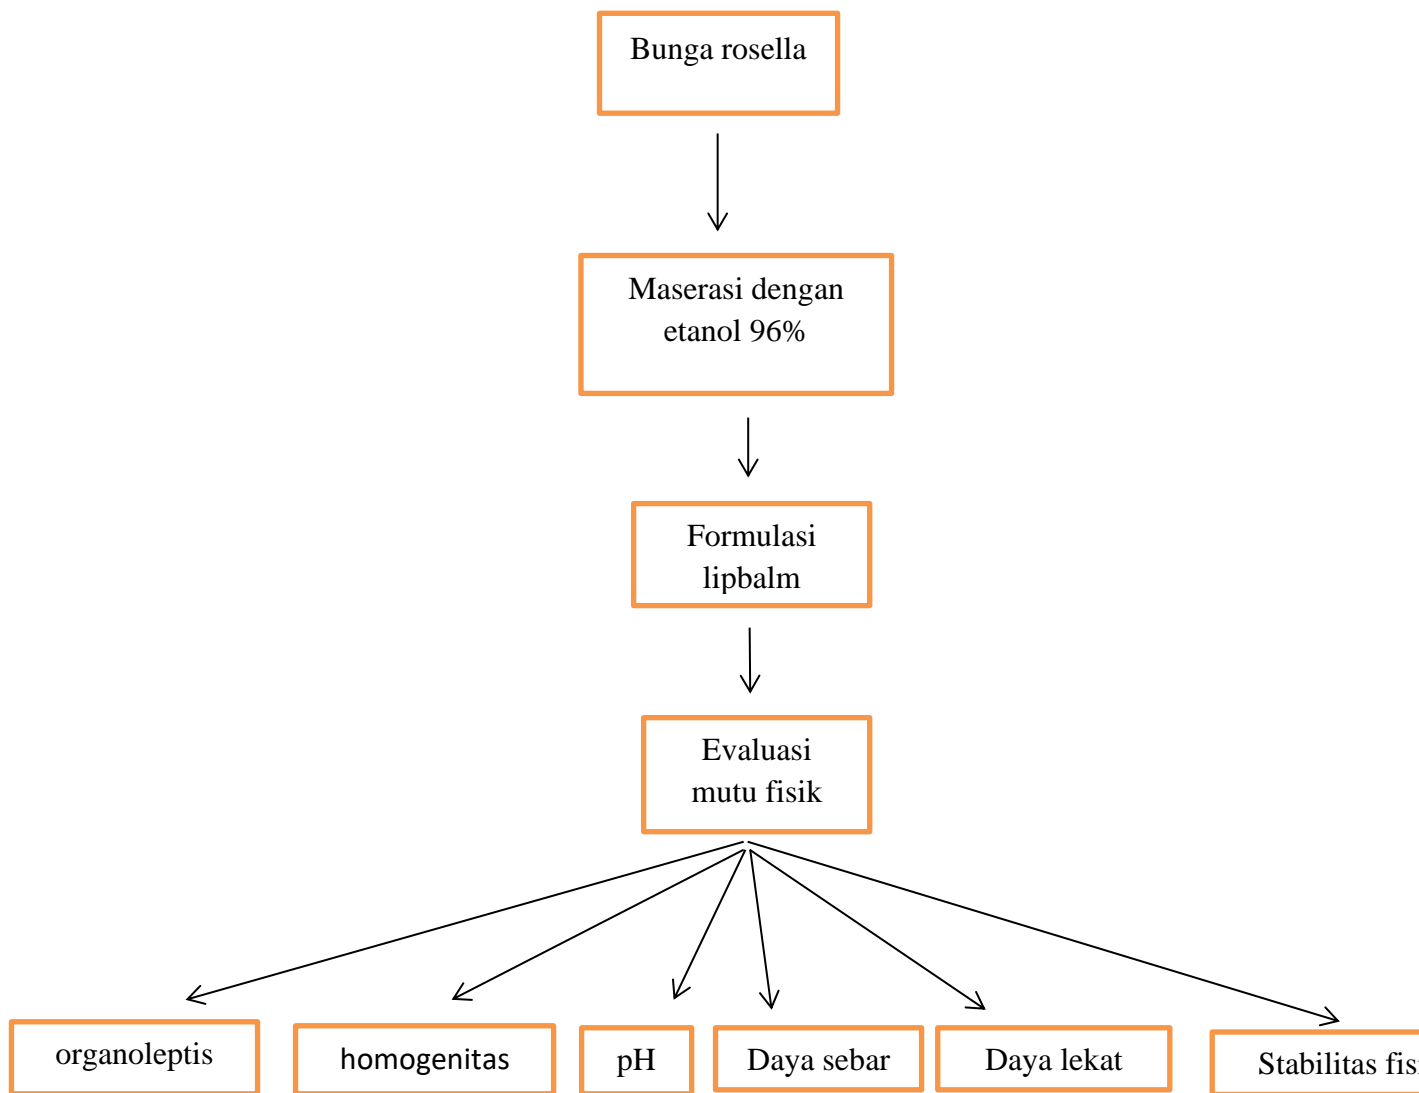 Bunga rosella
Maserasi dengan
etanol 96%
Formulasi
lipbalm
Evaluasi
mutu fisik
organoleptis
homogenitas
pH
Daya sebar
Daya lekat
Stabilitas